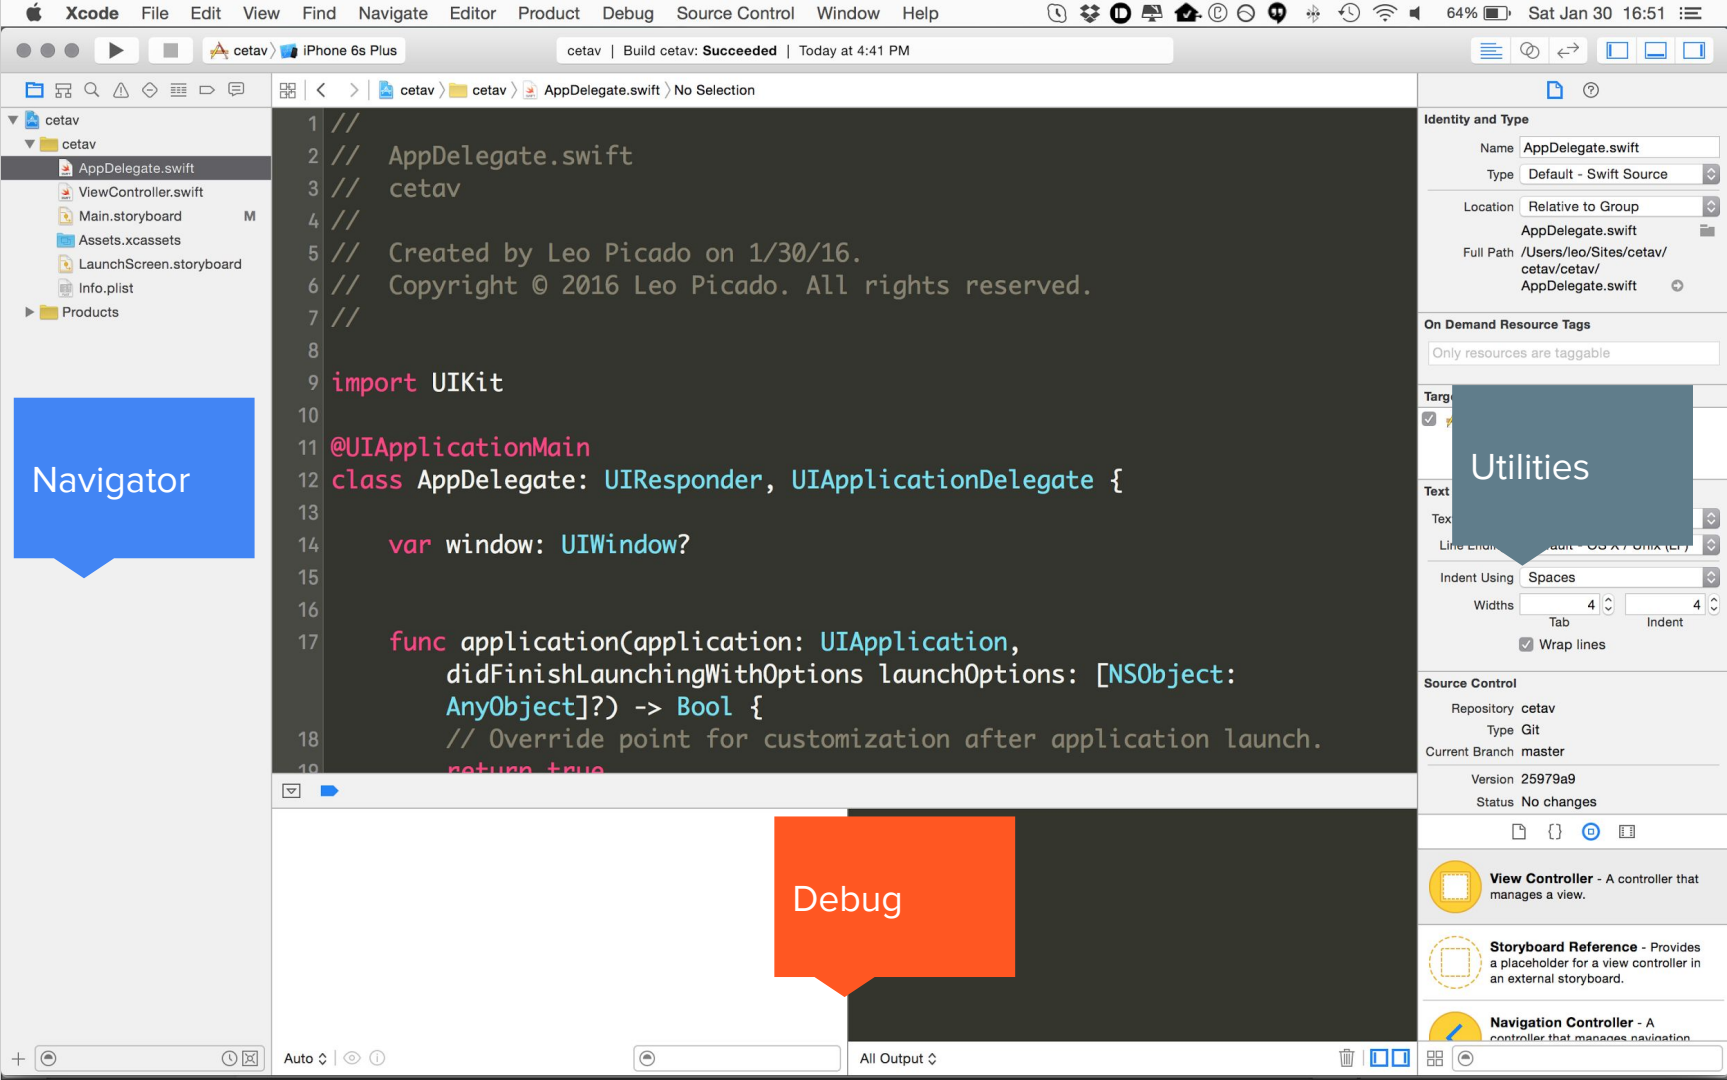 Xcode File Edit View Find Navigate Editor Product Debug Source Control Window Help 64% Sat Jan 30 16:51
cetav iPhone 6s Plus cetav | Build cetav: Succeeded | Today at 4:41 PM
cetav cetav AppDelegate.swift No Selection
cetav
cetav
AppDelegate.swift
ViewController.swift
Main.storyboard M
Assets.xcassets
LaunchScreen.storyboard
Info.plist
Products
Navigator
1 //
2 // AppDelegate.swift
3 // cetav
4 //
5 // Created by Leo Picado on 1/30/16.
6 // Copyright © 2016 Leo Picado. All rights reserved.
7 //
8
9 import UIKit
10
11 @UIApplicationMain
12 class AppDelegate: UIResponder, UIApplicationDelegate {
13
14 var window: UIWindow?
15
16
17 func application(application: UIApplication,
didFinishLaunchingWithOptions launchOptions: [NSObject:
AnyObject]?) -> Bool {
18 // Override point for customization after application launch.
19 return true
Debug
Auto
All Output
Identity and Type
Name AppDelegate.swift
Type Default - Swift Source
Location Relative to Group
AppDelegate.swift
Full Path /Users/leo/Sites/cetav/
cetav/cetav/
AppDelegate.swift
On Demand Resource Tags
Only resources are taggable
Utilities
Text
Indent Using Spaces
Widths 4 4
Tab Indent
Wrap lines
Source Control
Repository cetav
Type Git
Current Branch master
Version 25979a9
Status No changes
{}
View Controller - A controller that
manages a view.
Storyboard Reference - Provides
a placeholder for a view controller in
an external storyboard.
Navigation Controller - A
controller that manages navigation